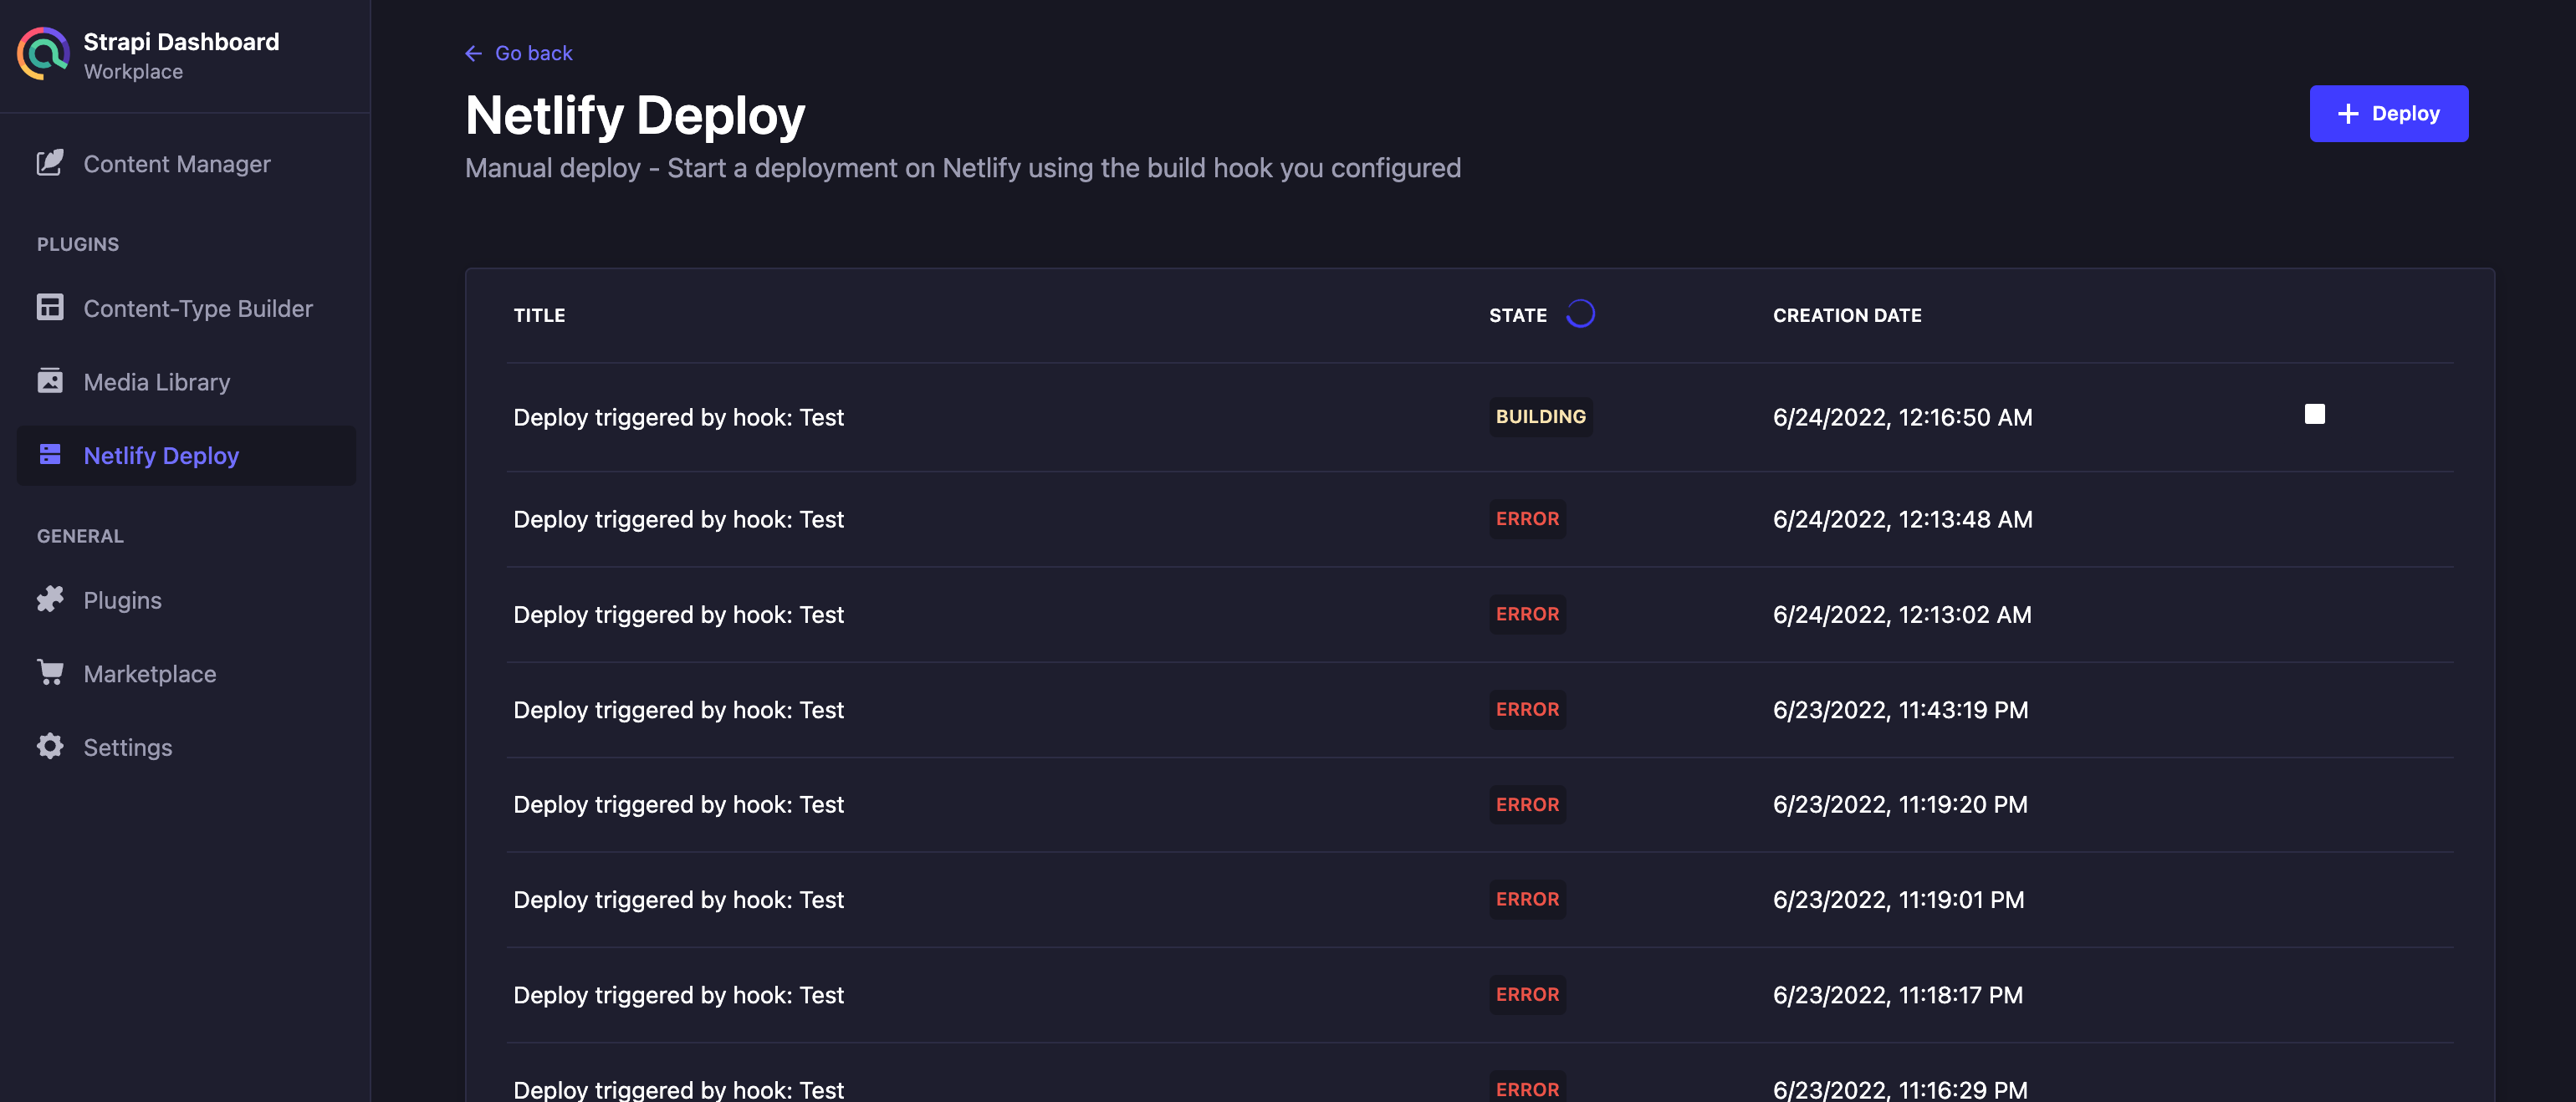 Strapi Dashboard
Workplace
Content Manager
PLUGINS
Content-Type Builder
Media Library
Netlify Deploy
GENERAL
Plugins
Marketplace
Settings
Go back
Netlify Deploy
Manual deploy - Start a deployment on Netlify using the build hook you configured
Deploy
TITLE STATE CREATION DATE
Deploy triggered by hook: Test BUILDING 6/24/2022, 12:16:50 AM
Deploy triggered by hook: Test ERROR 6/24/2022, 12:13:48 AM
Deploy triggered by hook: Test ERROR 6/24/2022, 12:13:02 AM
Deploy triggered by hook: Test ERROR 6/23/2022, 11:43:19 PM
Deploy triggered by hook: Test ERROR 6/23/2022, 11:19:20 PM
Deploy triggered by hook: Test ERROR 6/23/2022, 11:19:01 PM
Deploy triggered by hook: Test ERROR 6/23/2022, 11:18:17 PM
Deploy triggered by hook: Test ERROR 6/23/2022, 11:16:29 PM